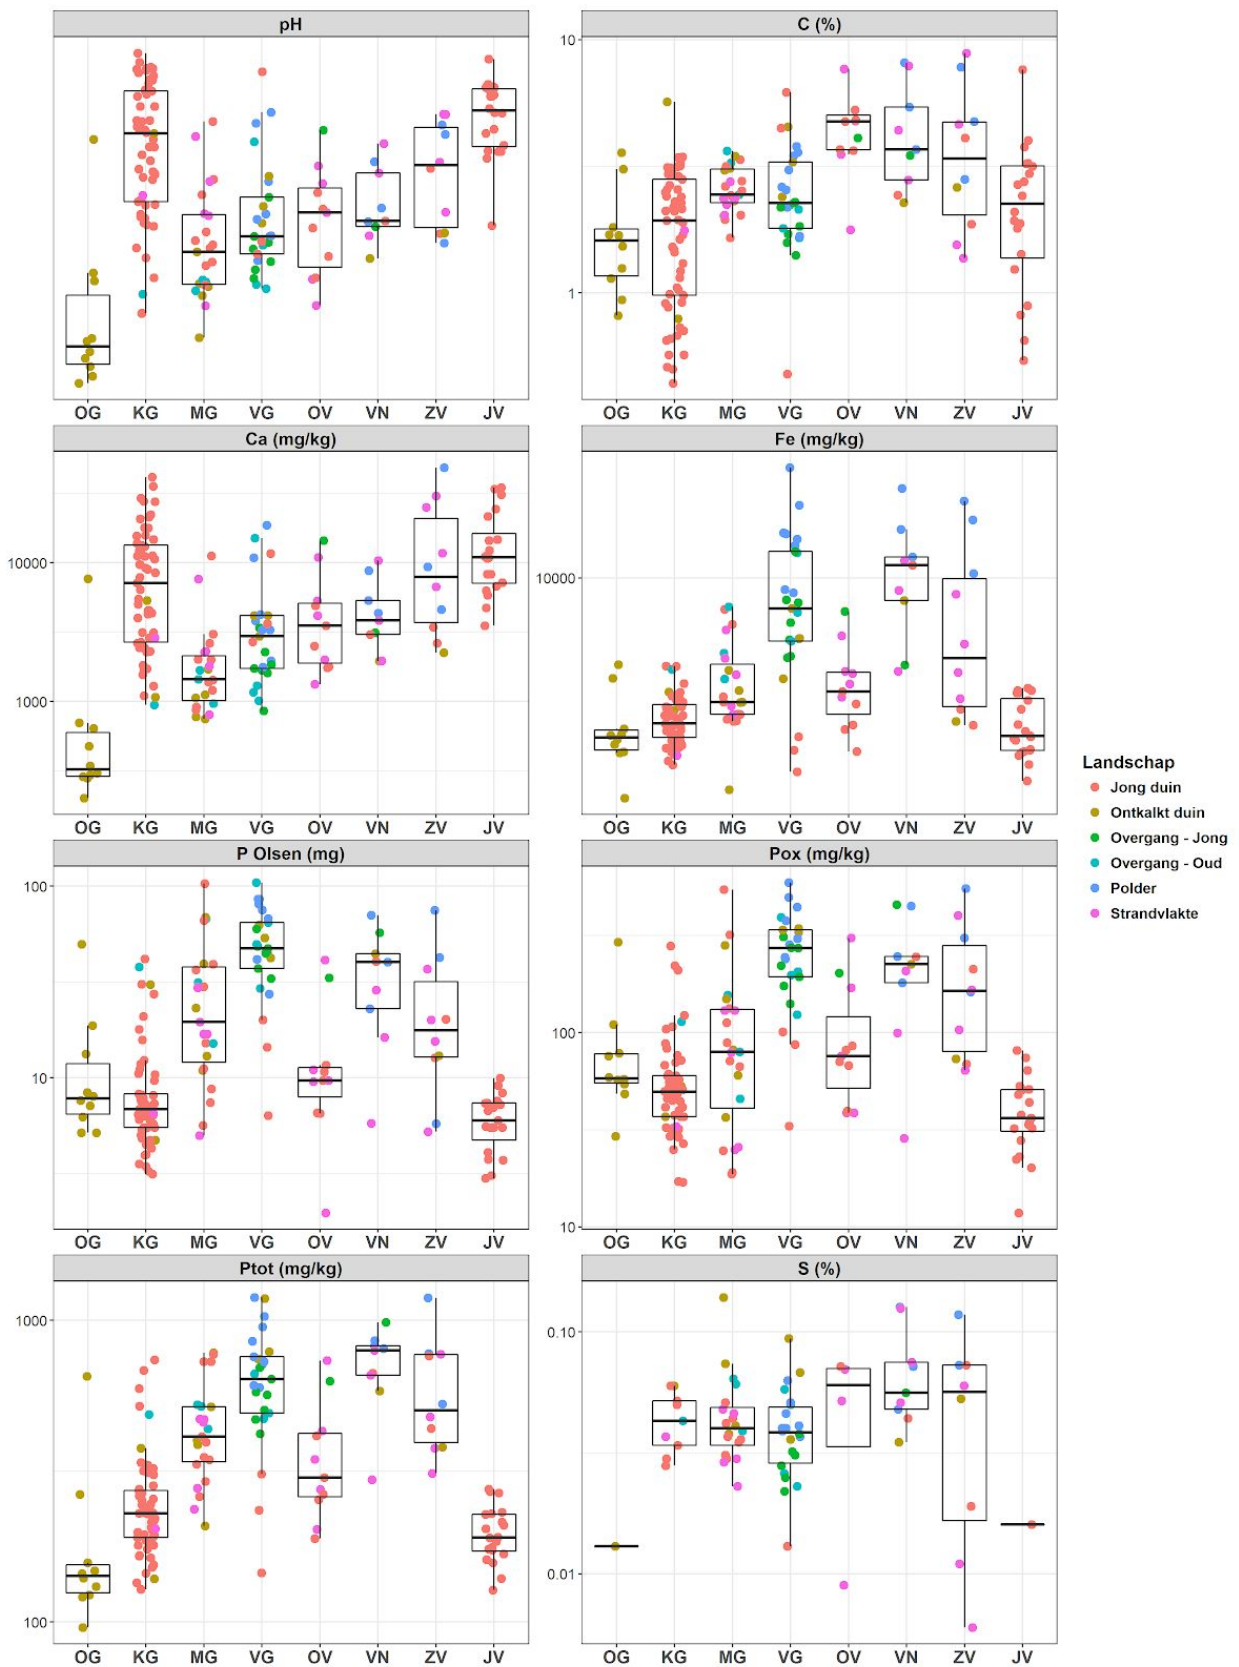 pH
C (%)
10
1
OG KG MG VG OV VN ZV JV
OG KG MG VG OV VN ZV JV
Ca (mg/kg)
Fe (mg/kg)
10000
1000
10000
OG KG MG VG OV VN ZV JV
OG KG MG VG OV VN ZV JV
Landschap
Jong duin
Ontkalkt duin
Overgang - Jong
Overgang - Oud
Polder
Strandvlakte
P Olsen (mg)
Pox (mg/kg)
100
10
100
10
OG KG MG VG OV VN ZV JV
OG KG MG VG OV VN ZV JV
Ptot (mg/kg)
S (%)
1000
100
0.10
0.01
OG KG MG VG OV VN ZV JV
OG KG MG VG OV VN ZV JV